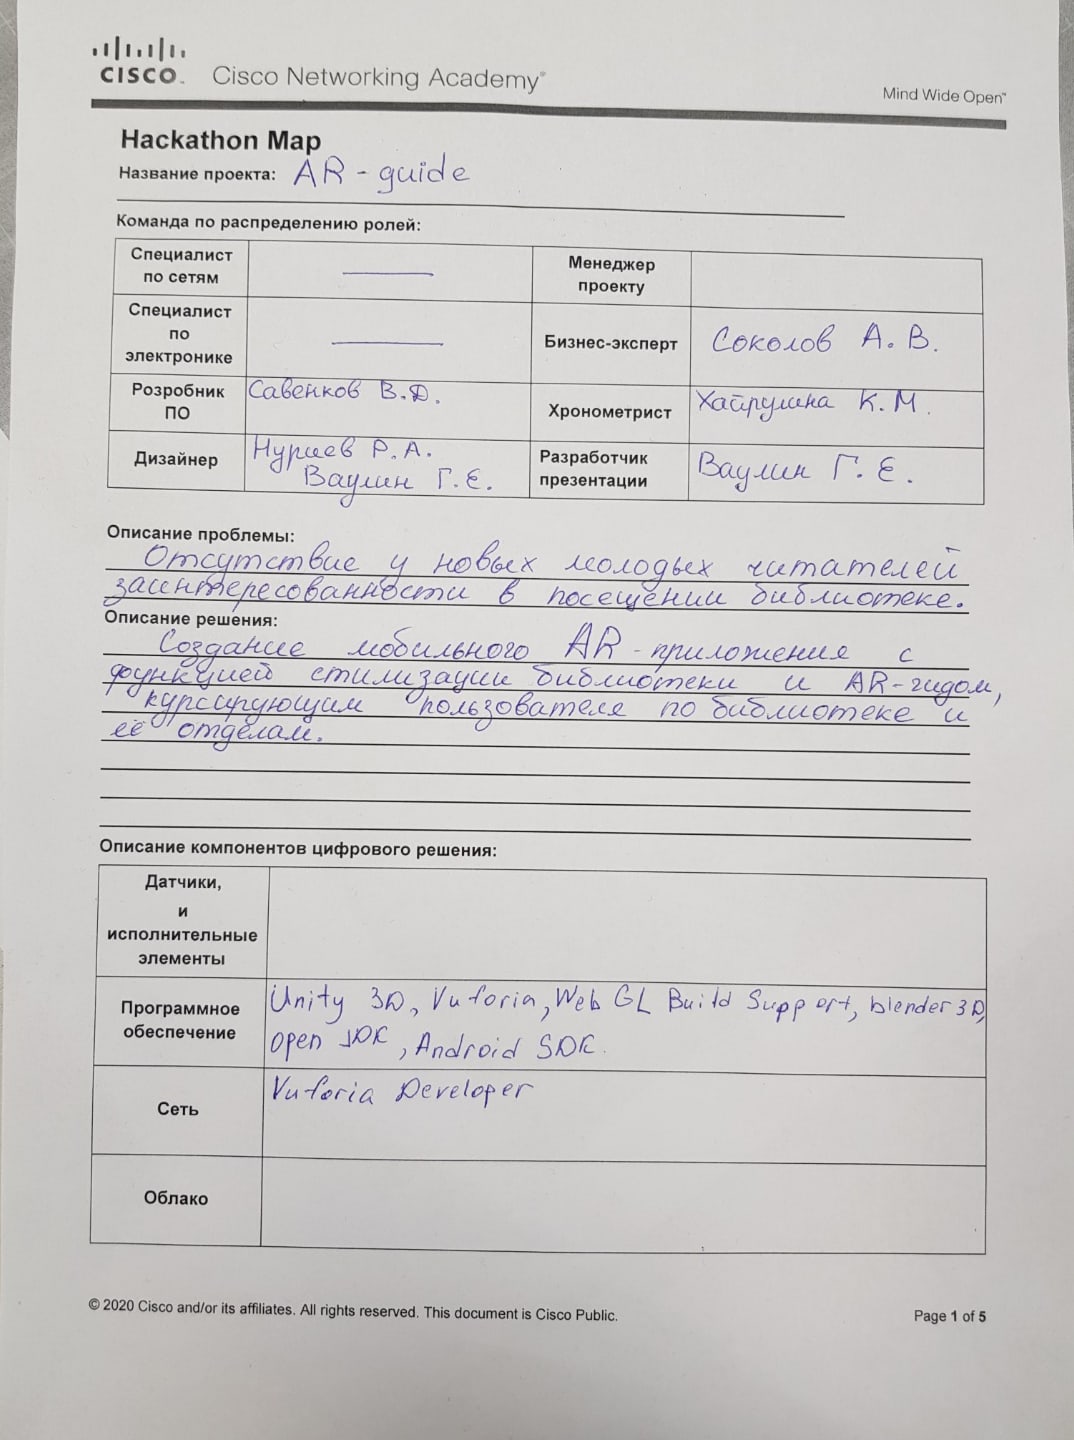 CISCO™ Cisco Networking Academy®
Mind Wide Open™
Hackathon Map
Название проекта: AR - guide
Команда по распределению ролей:
Специалист
по сетям
Менеджер
проекту
Специалист
по
электронике
Бизнес-эксперт
Соколов А. В.
Розробник
ПО
Савенков В.Д.
Хронометрист
Хайрулина К.М.
Дизайнер
Нуриев Р.А.
Ваулин Г.Е.
Разработчик
презентации
Ваулин Г.Е.
Описание проблемы:
Отсутствие у новых молодых читателей
заинтересованности в посещении библиотеке.
Описание решения:
Создание мобильного AR-приложения с
функцией стилизации библиотеки и AR-гидом,
курсирующим пользователя по библиотеке и
её отделам.
Описание компонентов цифрового решения:
Датчики,
и
исполнительные
элементы
Программное
обеспечение
Unity 3D, Vuforia, Web GL Build Support, blender 3D,
open JDK, Android SDK.
Сеть
Vuforia Developer
Облако
© 2020 Cisco and/or its affiliates. All rights reserved. This document is Cisco Public.
Page 1 of 5